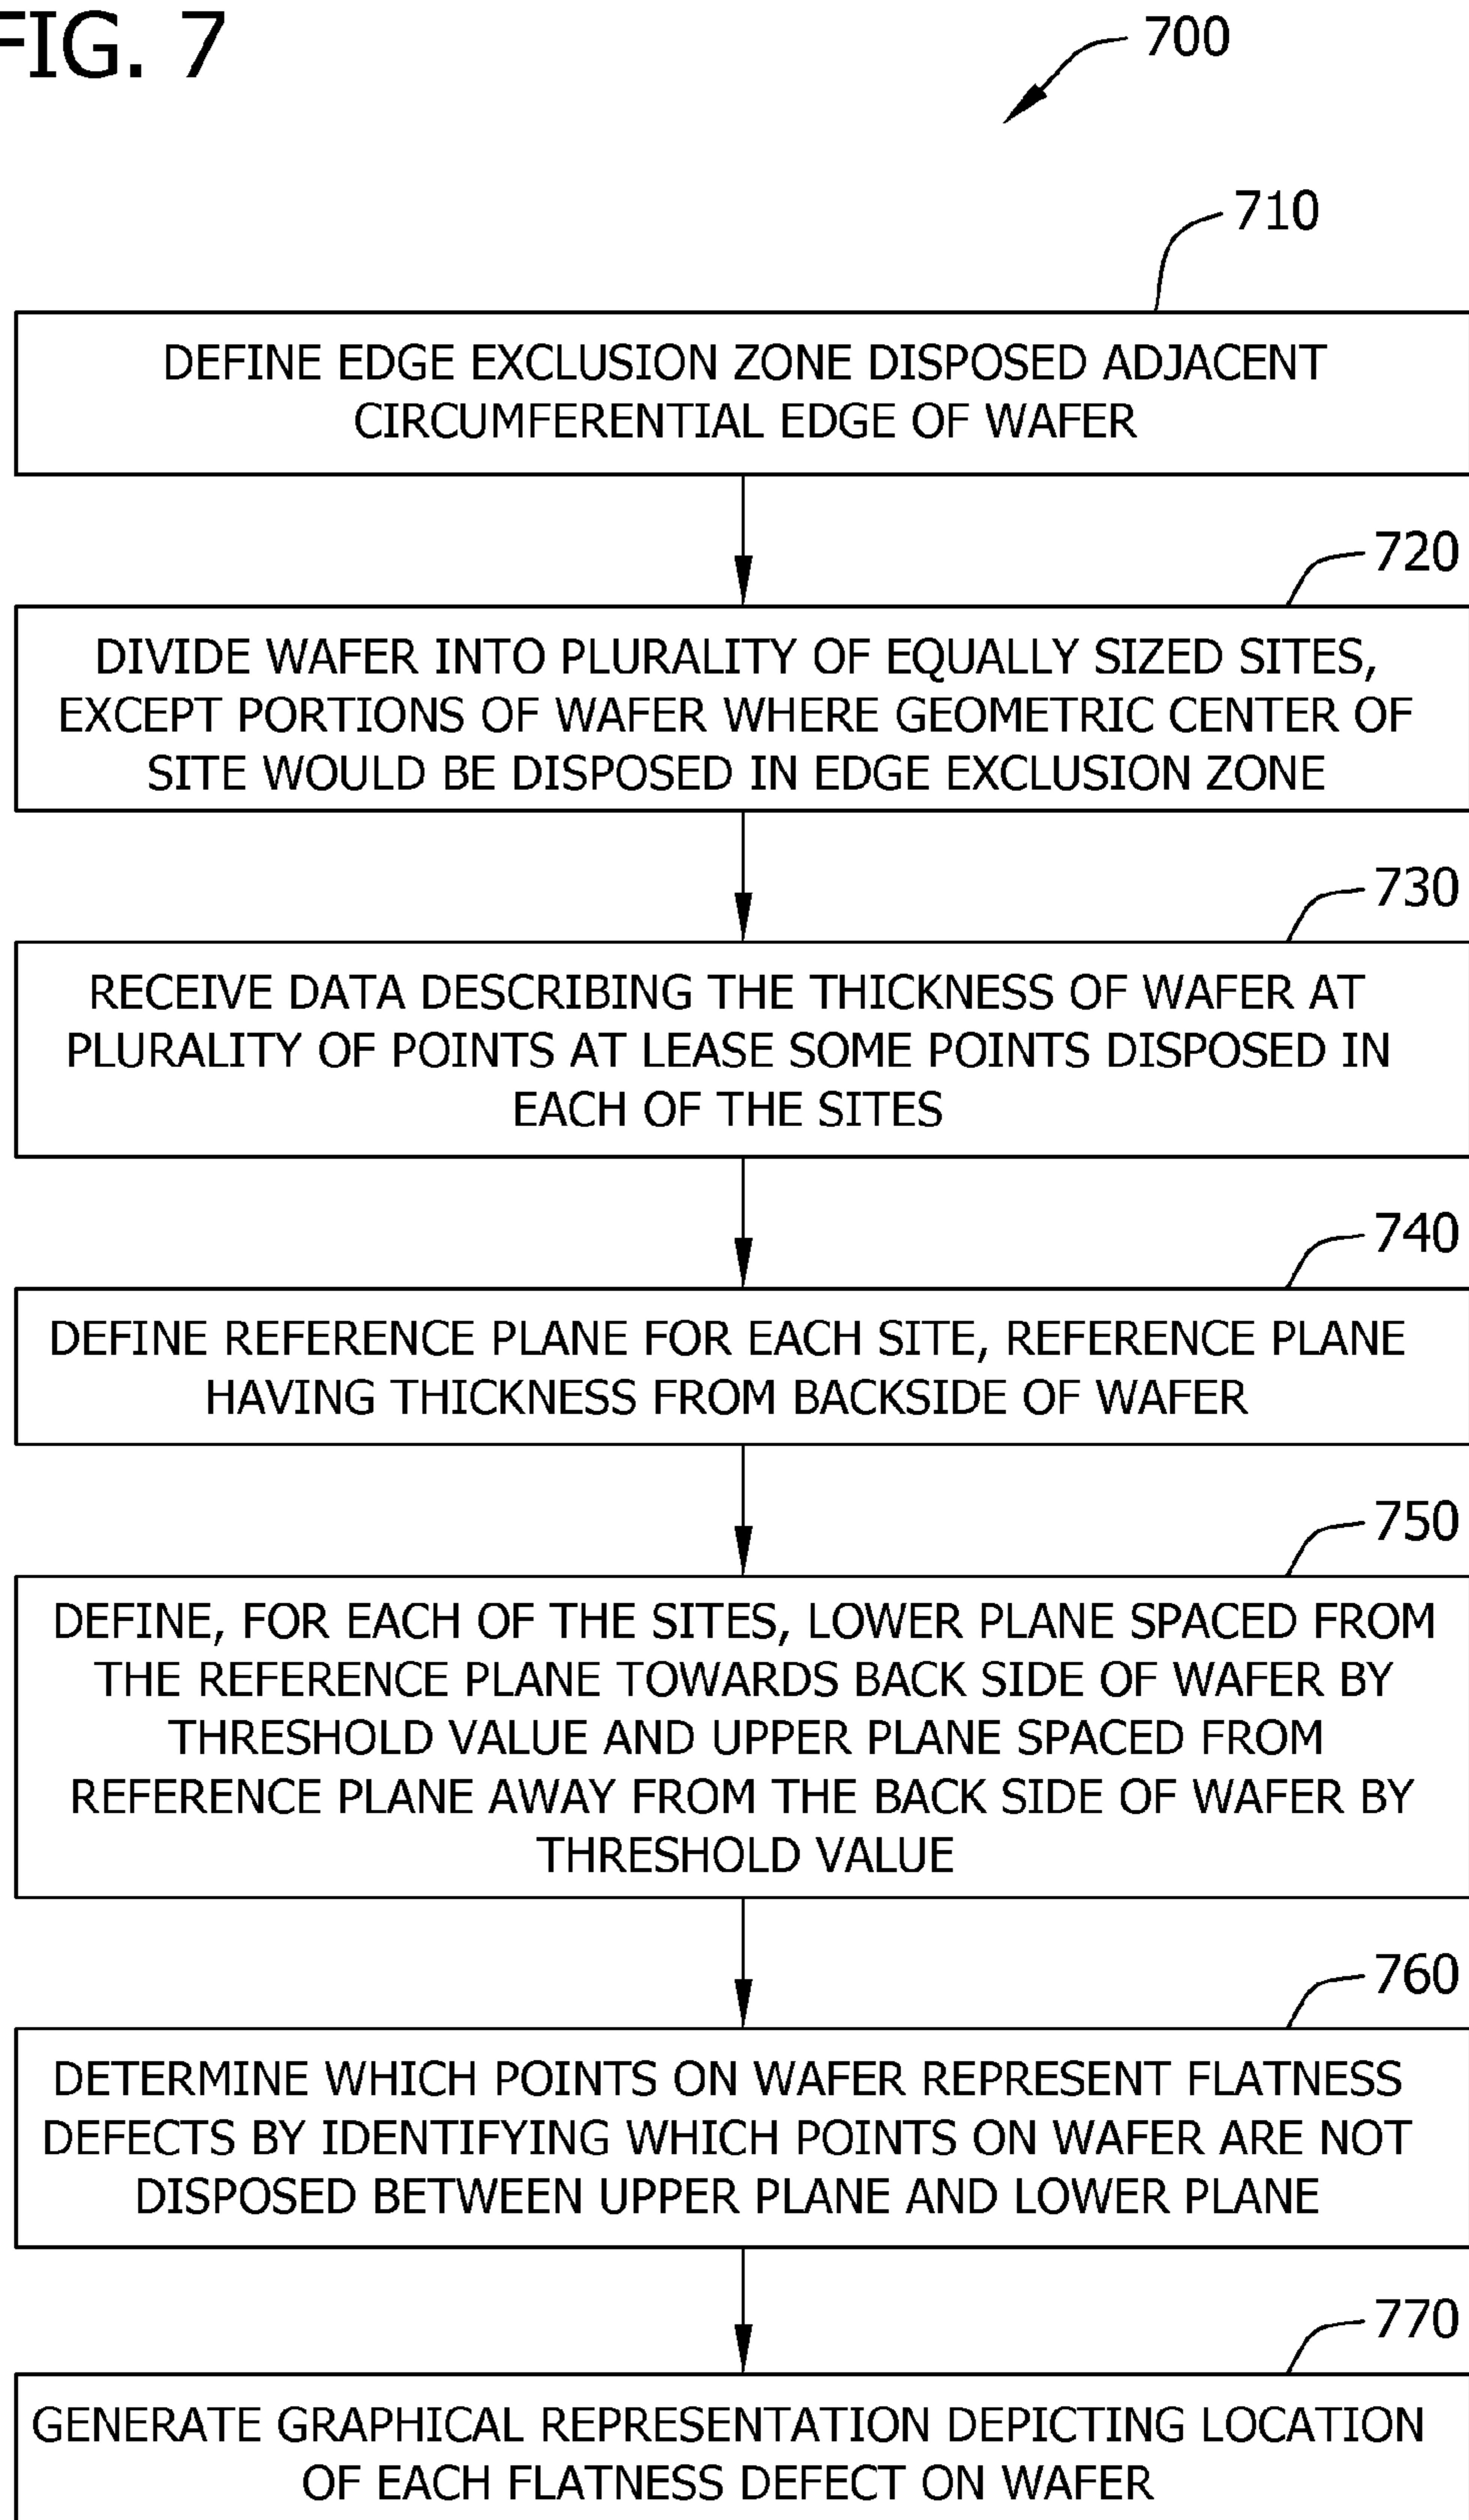 FIG. 7
700
710
DEFINE EDGE EXCLUSION ZONE DISPOSED ADJACENT
CIRCUMFERENTIAL EDGE OF WAFER
720
DIVIDE WAFER INTO PLURALITY OF EQUALLY SIZED SITES,
EXCEPT PORTIONS OF WAFER WHERE GEOMETRIC CENTER OF
SITE WOULD BE DISPOSED IN EDGE EXCLUSION ZONE
730
RECEIVE DATA DESCRIBING THE THICKNESS OF WAFER AT
PLURALITY OF POINTS AT LEASE SOME POINTS DISPOSED IN
EACH OF THE SITES
740
DEFINE REFERENCE PLANE FOR EACH SITE, REFERENCE PLANE
HAVING THICKNESS FROM BACKSIDE OF WAFER
750
DEFINE, FOR EACH OF THE SITES, LOWER PLANE SPACED FROM
THE REFERENCE PLANE TOWARDS BACK SIDE OF WAFER BY
THRESHOLD VALUE AND UPPER PLANE SPACED FROM
REFERENCE PLANE AWAY FROM THE BACK SIDE OF WAFER BY
THRESHOLD VALUE
760
DETERMINE WHICH POINTS ON WAFER REPRESENT FLATNESS
DEFECTS BY IDENTIFYING WHICH POINTS ON WAFER ARE NOT
DISPOSED BETWEEN UPPER PLANE AND LOWER PLANE
770
GENERATE GRAPHICAL REPRESENTATION DEPICTING LOCATION
OF EACH FLATNESS DEFECT ON WAFER